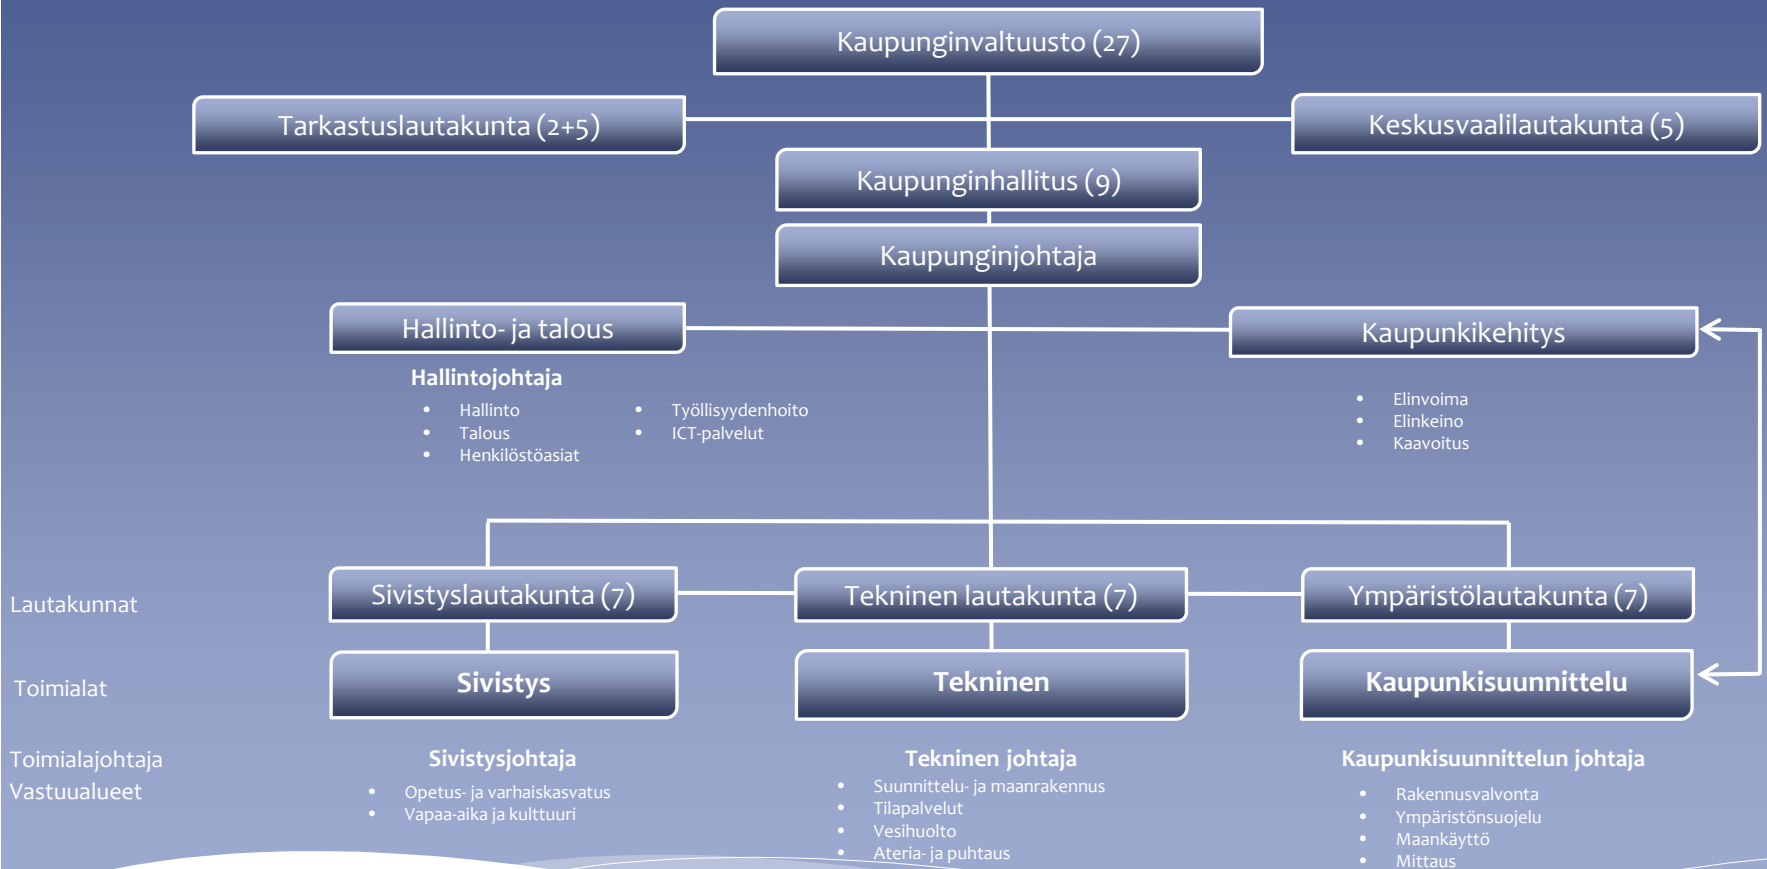 Kaupunginvaltuusto (27)
Tarkastuslautakunta (2+5)
Keskusvaalilautakunta (5)
Kaupunginhallitus (9)
Kaupunginjohtaja
Hallinto- ja talous
Kaupunkikehitys
Hallintojohtaja
• Hallinto
• Talous
• Henkilöstöasiat
• Työllisyydenhoito
• ICT-palvelut
• Elinvoima
• Elinkeino
• Kaavoitus
Lautakunnat
Sivistyslautakunta (7)
Tekninen lautakunta (7)
Ympäristölautakunta (7)
Toimialat
Sivistys
Tekninen
Kaupunkisuunnittelu
Toimialajohtaja
Vastuualueet
Sivistysjohtaja
• Opetus- ja varhaiskasvatus
• Vapaa-aika ja kulttuuri
Tekninen johtaja
• Suunnittelu- ja maanrakennus
• Tilapalvelut
• Vesihuolto
• Ateria- ja puhtaus
Kaupunkisuunnittelun johtaja
• Rakennusvalvonta
• Ympäristönsuojelu
• Maankäyttö
• Mittaus